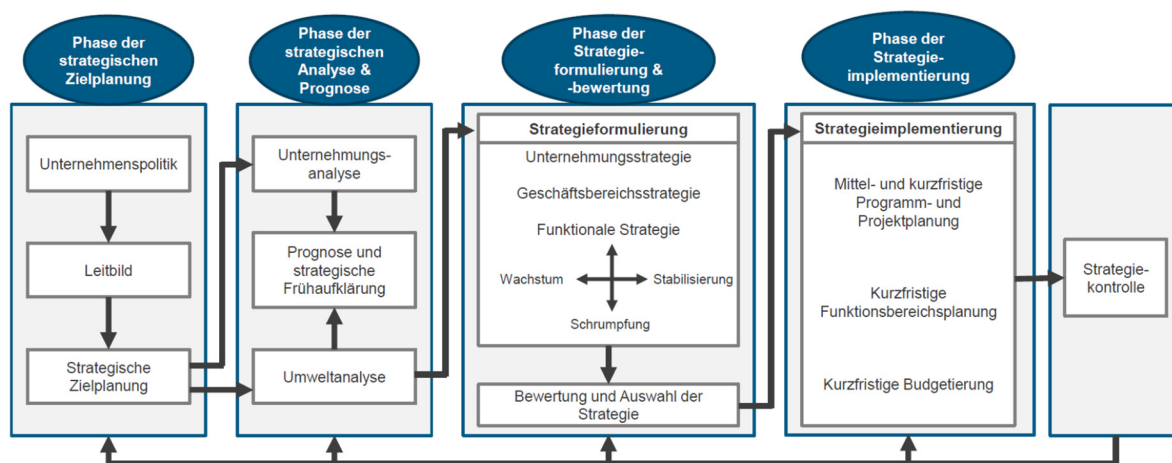 Phase der
strategischen
Zielplanung
Unternehmenspolitik
Leitbild
Strategische
Zielplanung
Phase der
strategischen
Analyse &
Prognose
Unternehmungs-
analyse
Prognose und
strategische
Frühaufklärung
Umweltanalyse
Phase der
Strategie-
formulierung &
-bewertung
Strategieformulierung
Unternehmungsstrategie
Geschäftsbereichsstrategie
Funktionale Strategie
Wachstum
Stabilisierung
Schrumpfung
Bewertung und Auswahl der
Strategie
Phase der
Strategie-
implementierung
Strategieimplementierung
Mittel- und kurzfristige
Programm- und
Projektplanung
Kurzfristige
Funktionsbereichsplanung
Kurzfristige Budgetierung
Strategie-
kontrolle